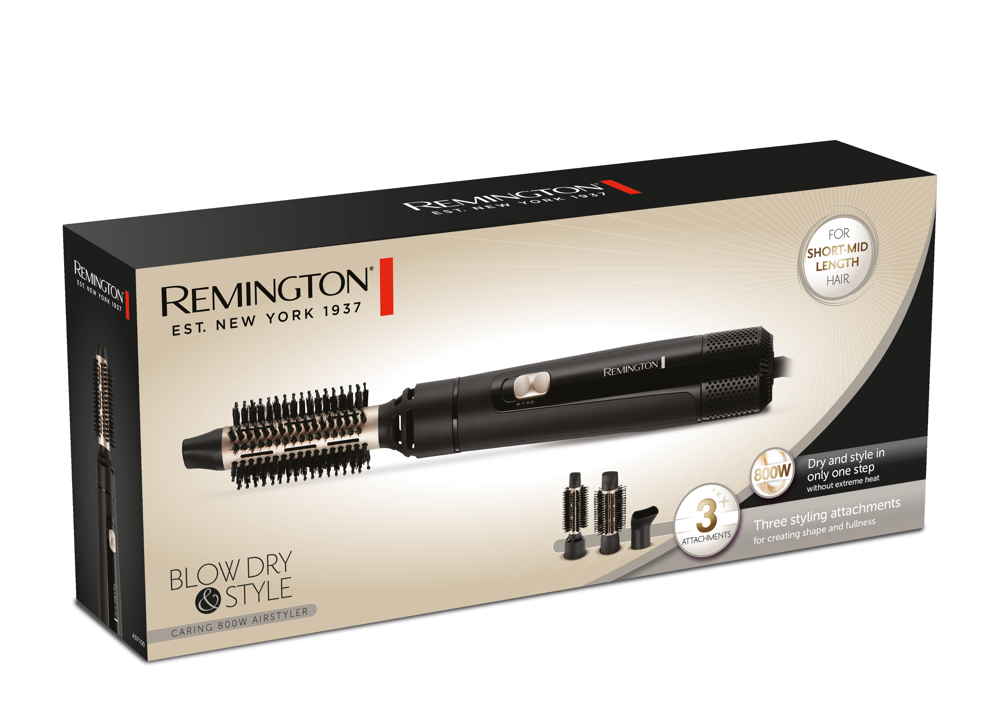 REMINGTON®
EST. NEW YORK 1937
REMINGTON®
EST. NEW YORK 1937
REMINGTON®
EST. NEW YORK 1937
FOR
SHORT-MID
LENGTH
HAIR
REMINGTON®
800W
Dry and style in
only one step
without extreme heat
3
ATTACHMENTS
Three styling attachments
for creating shape and fullness
BLOW DRY
& STYLE
CARING 800W AIRSTYLER
REMINGTON
AS7100